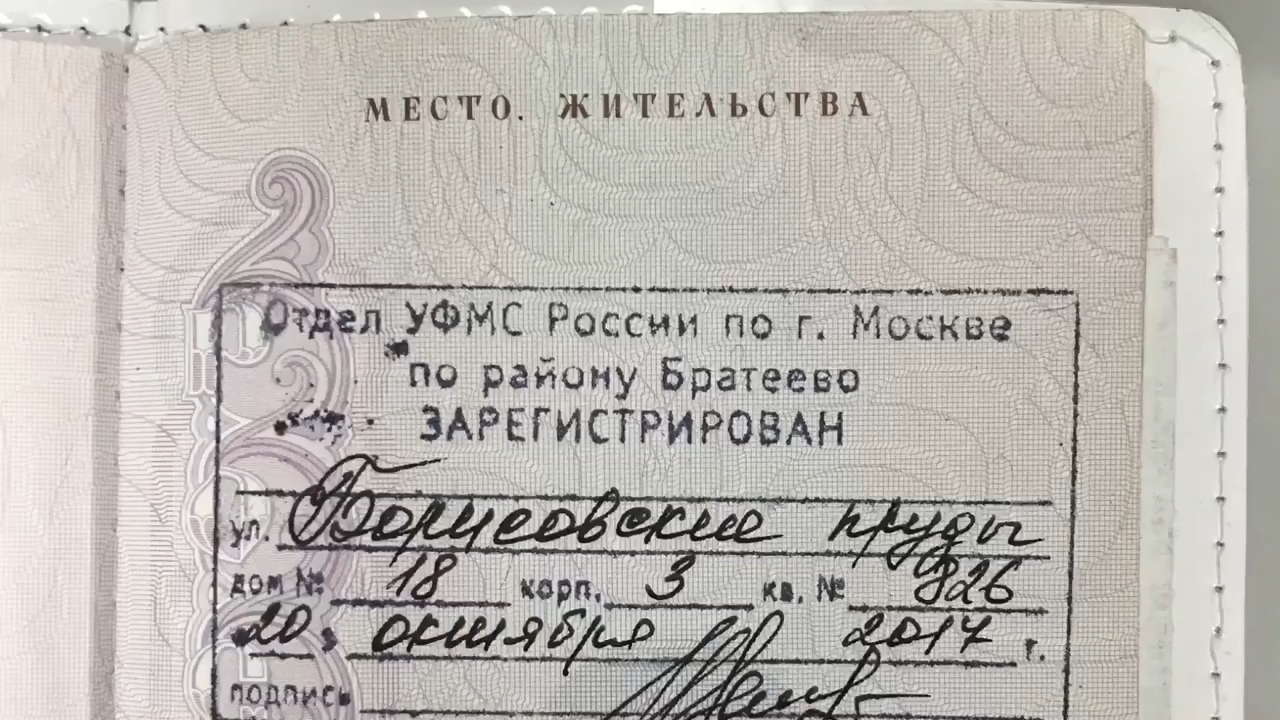 МЕСТО ЖИТЕЛЬСТВА
Отдел УФМС России по г. Москве
по району Братеево
ЗАРЕГИСТРИРОВАН
ул. Борисовские пруды
дом № 18 корп. 3 кв. № 826
"20" октября 2017 г.
подпись